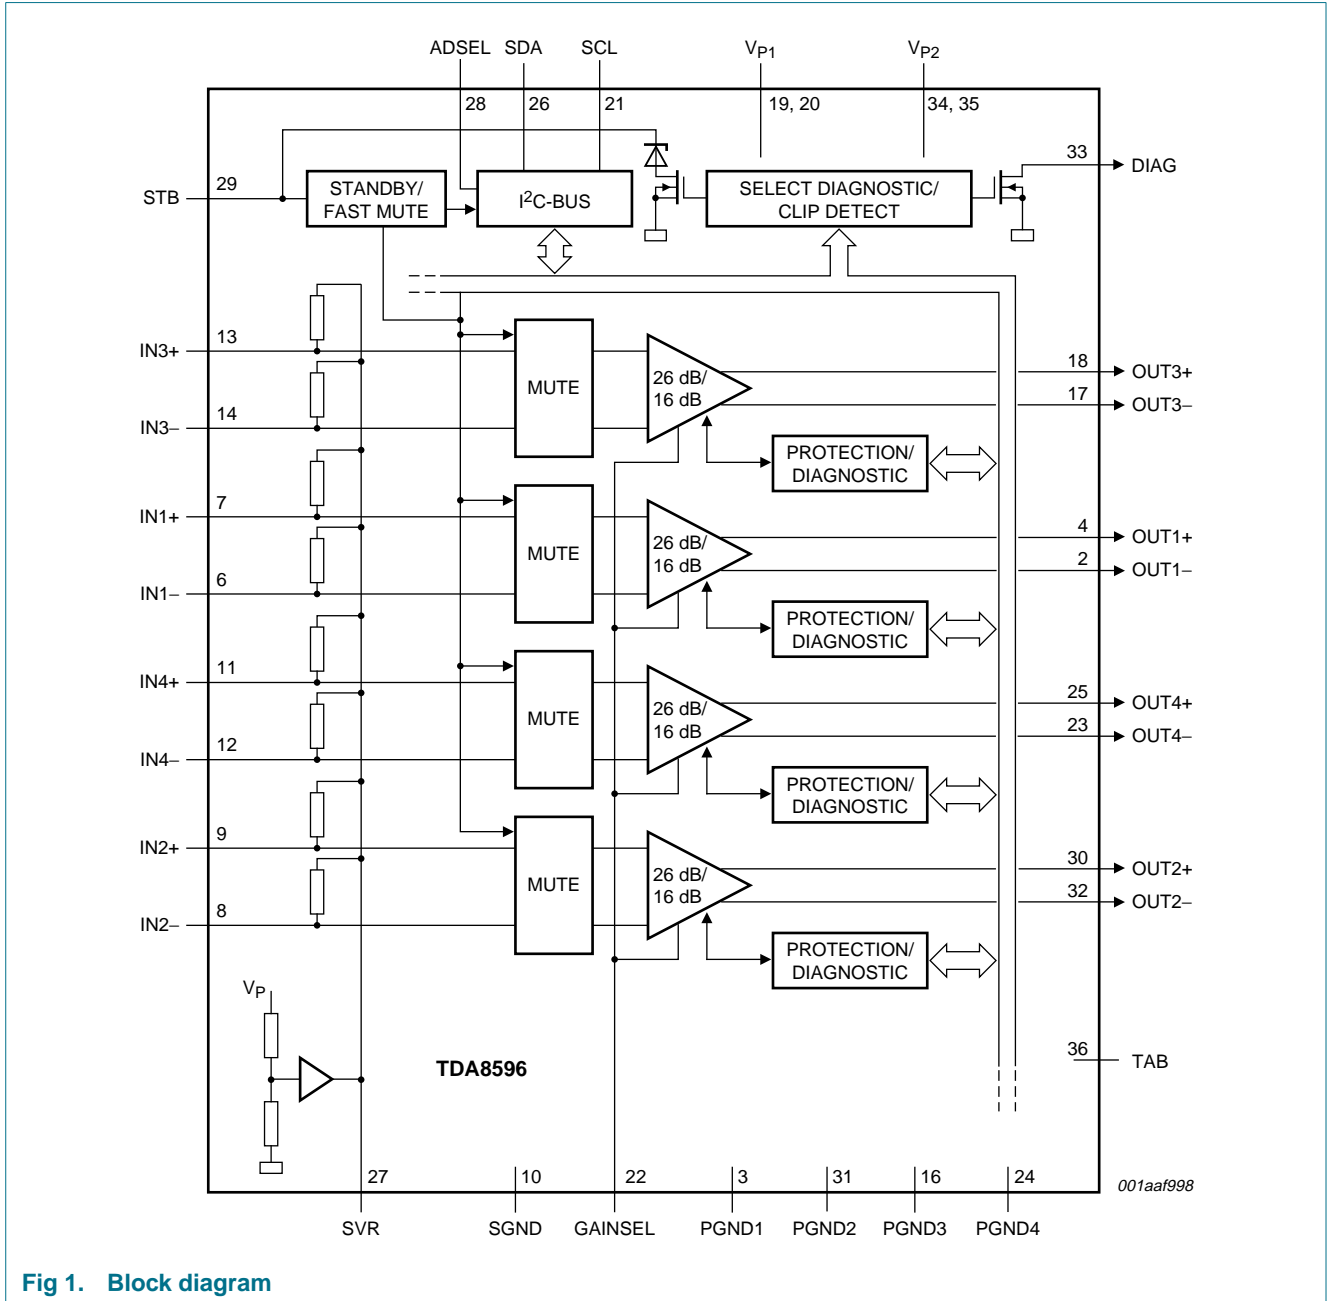 ADSEL SDA SCL VP1 VP2
28 26 21 19, 20 34, 35
STB 29 STANDBY/ FAST MUTE I2C-BUS SELECT DIAGNOSTIC/ CLIP DETECT 33 DIAG
IN3+ 13
IN3− 14
MUTE
26 dB/
16 dB
18 OUT3+
17 OUT3−
PROTECTION/
DIAGNOSTIC
IN1+ 7
IN1− 6
MUTE
26 dB/
16 dB
4 OUT1+
2 OUT1−
PROTECTION/
DIAGNOSTIC
IN4+ 11
IN4− 12
MUTE
26 dB/
16 dB
25 OUT4+
23 OUT4−
PROTECTION/
DIAGNOSTIC
IN2+ 9
IN2− 8
MUTE
26 dB/
16 dB
30 OUT2+
32 OUT2−
PROTECTION/
DIAGNOSTIC
VP
TDA8596
36 TAB
27 10 22 3 31 16 24
001aaf998
SVR SGND GAINSEL PGND1 PGND2 PGND3 PGND4
Fig 1. Block diagram